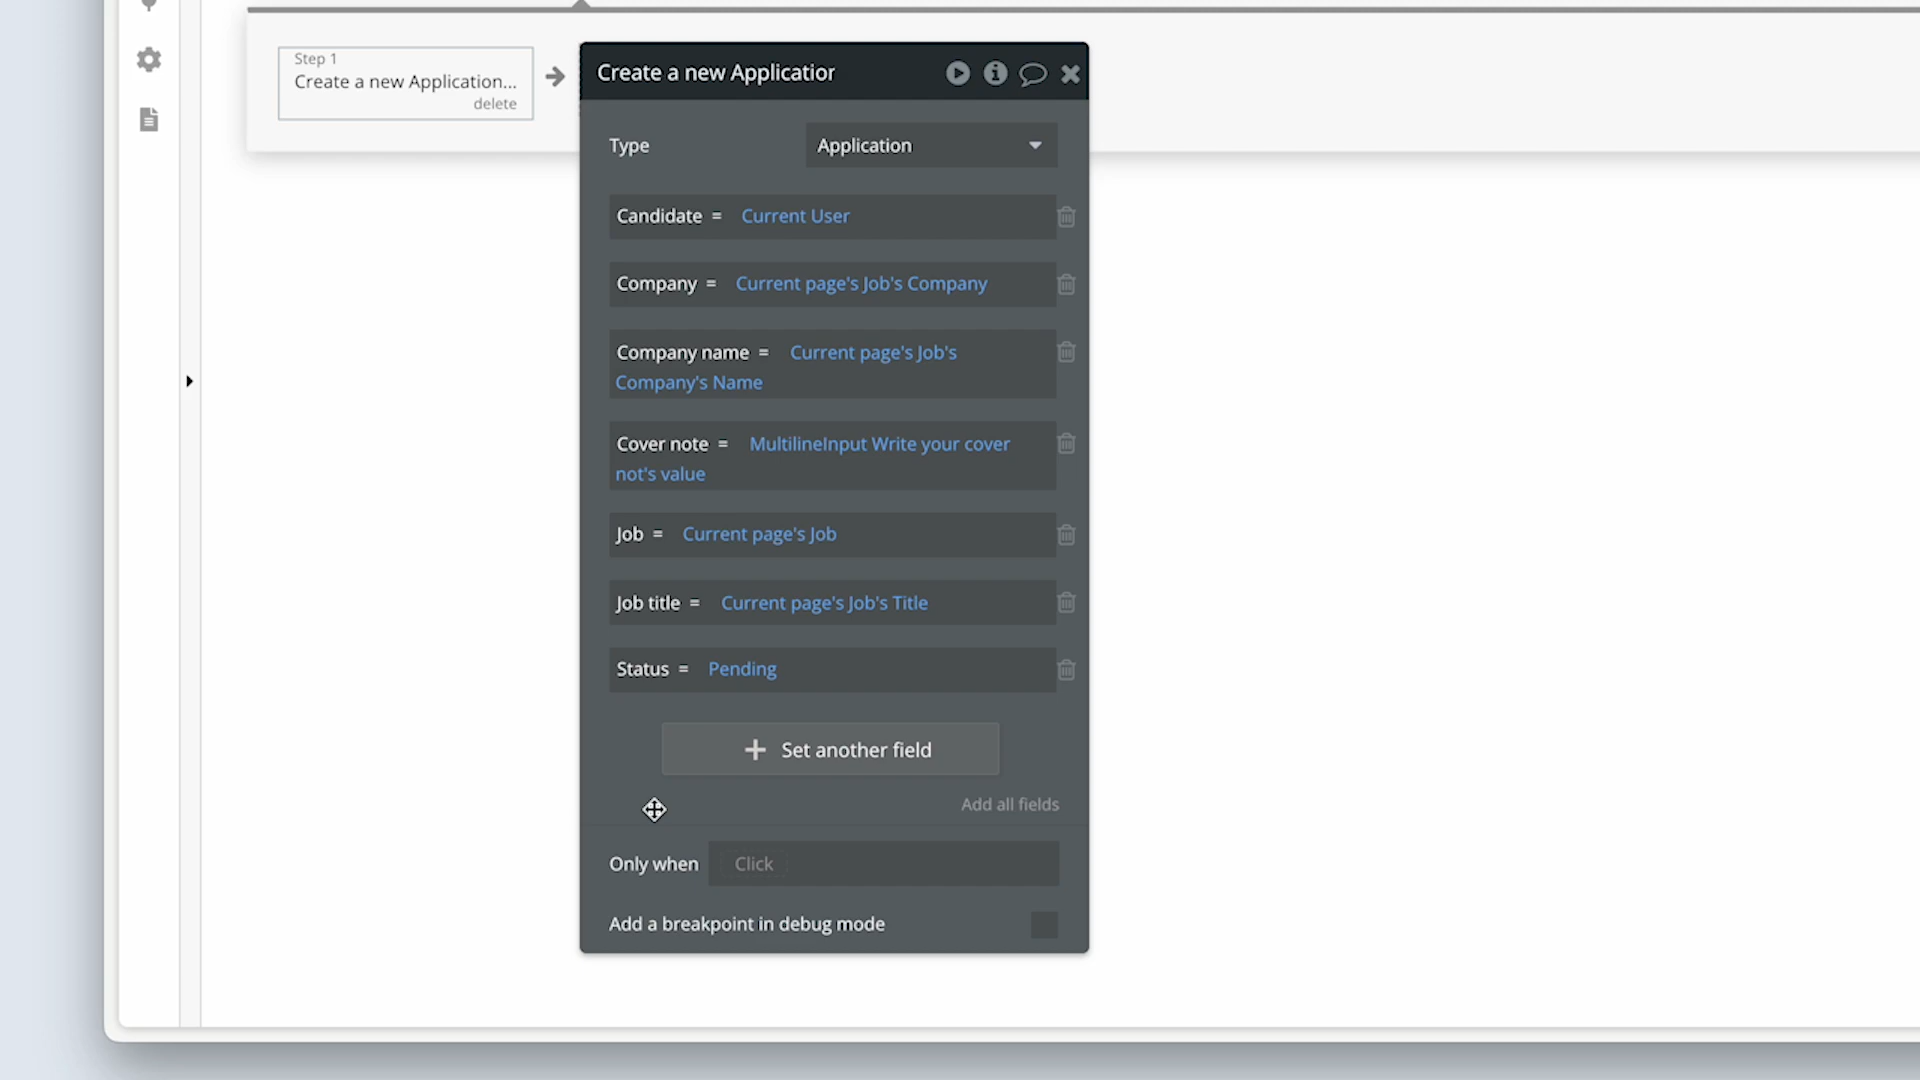 Step 1
Create a new Application...
delete
Create a new Application
Type
Application
Candidate = Current User
Company = Current page's Job's Company
Company name = Current page's Job's
Company's Name
Cover note = MultilineInput Write your cover
not's value
Job = Current page's Job
Job title = Current page's Job's Title
Status = Pending
Set another field
Add all fields
Only when Click
Add a breakpoint in debug mode